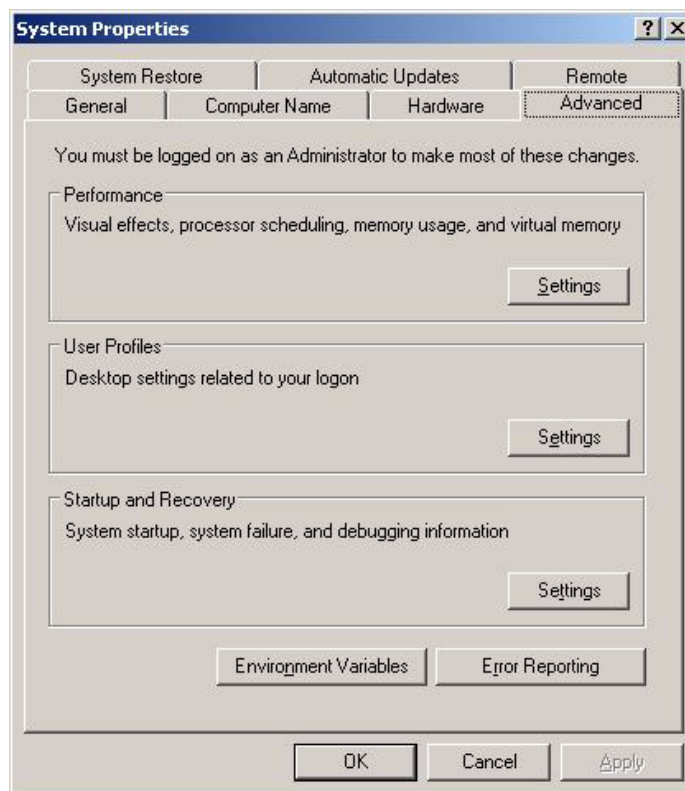 System Properties
? X
System Restore Automatic Updates Remote
General Computer Name Hardware Advanced
You must be logged on as an Administrator to make most of these changes.
Performance
Visual effects, processor scheduling, memory usage, and virtual memory
Settings
User Profiles
Desktop settings related to your logon
Settings
Startup and Recovery
System startup, system failure, and debugging information
Settings
Environment Variables Error Reporting
OK Cancel Apply